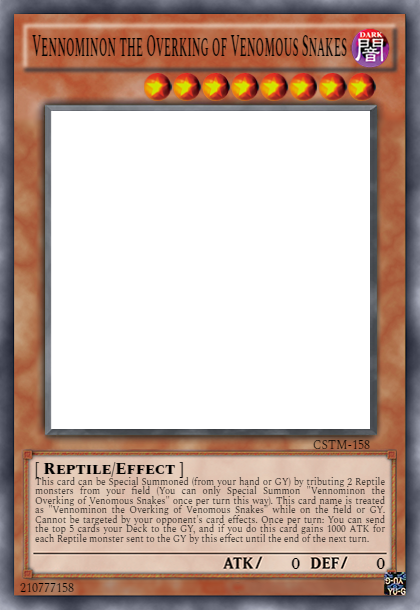 VENNOMINON THE OVERKING OF VENOMOUS SNAKES
DARK
闇
CSTM-158
[ REPTILE/EFFECT ]
This card can be Special Summoned (from your hand or GY) by tributing 2 Reptile
monsters from your field (You can only Special Summon "Vennominon the
Overking of Venomous Snakes" once per turn this way). This card name is treated
as "Vennominon the Overking of Venomous Snakes" while on the field or GY.
Cannot be targeted by your opponent's card effects. Once per turn: You can send
the top 5 cards your Deck to the GY, and if you do this card gains 1000 ATK for
each Reptile monster sent to the GY by this effect until the end of the next turn.
ATK/ 0 DEF/ 0
210777158
YU-G